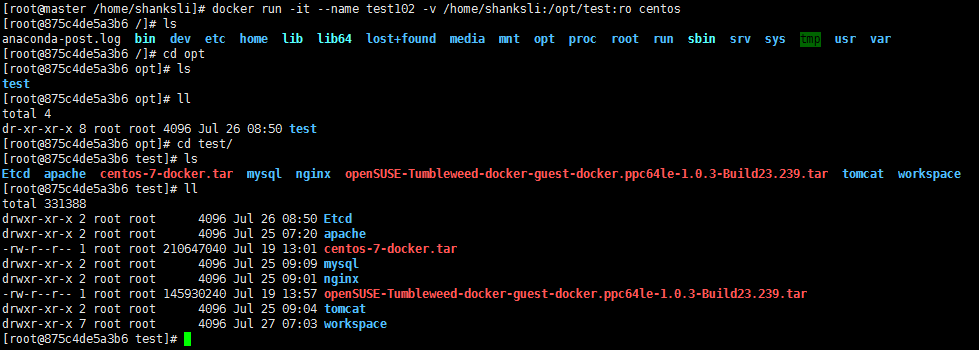 [root@master /home/shanksli]# docker run -it --name test102 -v /home/shanksli:/opt/test:ro centos
[root@875c4de5a3b6 /]# ls
anaconda-post.log bin dev etc home lib lib64 lost+found media mnt opt proc root run sbin srv sys tmp usr var
[root@875c4de5a3b6 /]# cd opt
[root@875c4de5a3b6 opt]# ls
test
[root@875c4de5a3b6 opt]# ll
total 4
dr-xr-xr-x 8 root root 4096 Jul 26 08:50 test
[root@875c4de5a3b6 opt]# cd test/
[root@875c4de5a3b6 test]# ls
Etcd apache centos-7-docker.tar mysql nginx openSUSE-Tumbleweed-docker-guest-docker.ppc64le-1.0.3-Build23.239.tar tomcat workspace
[root@875c4de5a3b6 test]# ll
total 331388
drwxr-xr-x 2 root root 4096 Jul 26 08:50 Etcd
drwxr-xr-x 2 root root 4096 Jul 25 07:20 apache
-rw-r--r-- 1 root root 210647040 Jul 19 13:01 centos-7-docker.tar
drwxr-xr-x 2 root root 4096 Jul 25 09:09 mysql
drwxr-xr-x 2 root root 4096 Jul 25 09:01 nginx
-rw-r--r-- 1 root root 145930240 Jul 19 13:57 openSUSE-Tumbleweed-docker-guest-docker.ppc64le-1.0.3-Build23.239.tar
drwxr-xr-x 2 root root 4096 Jul 25 09:04 tomcat
drwxr-xr-x 7 root root 4096 Jul 27 07:03 workspace
[root@875c4de5a3b6 test]#